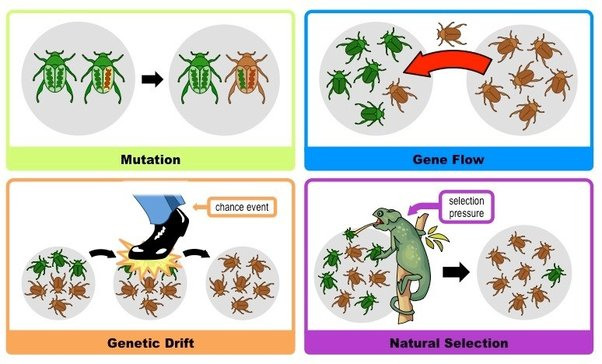 Mutation
Gene Flow
chance event
Genetic Drift
selection
pressure
Natural Selection